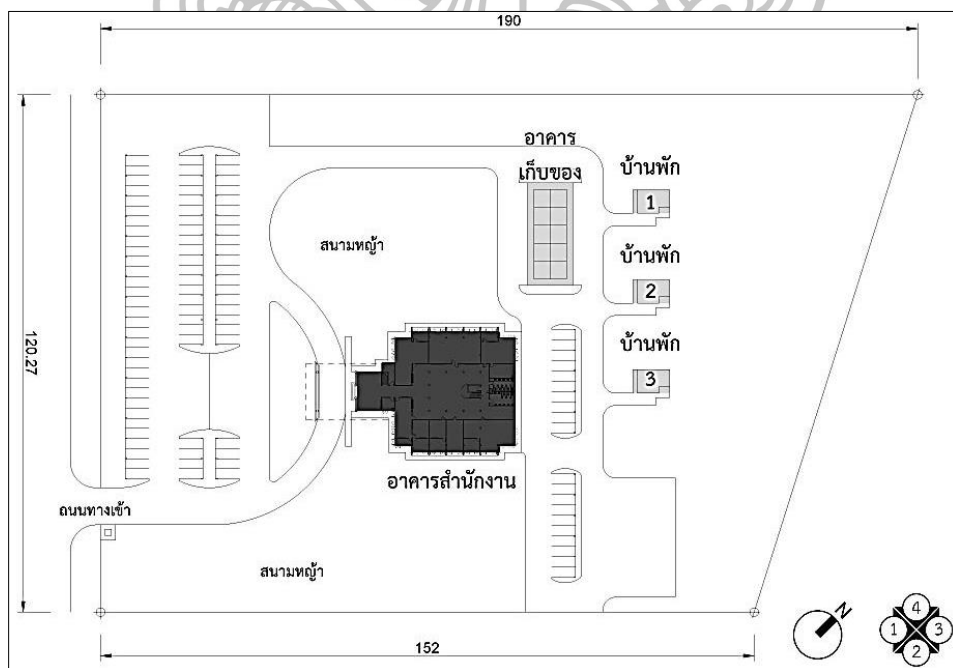 190
อาคาร
เก็บของ
บ้านพัก
1
สนามหญ้า
บ้านพัก
2
120.27
บ้านพัก
3
อาคารสำนักงาน
ถนนทางเข้า
สนามหญ้า
152
N
4
1 3
2